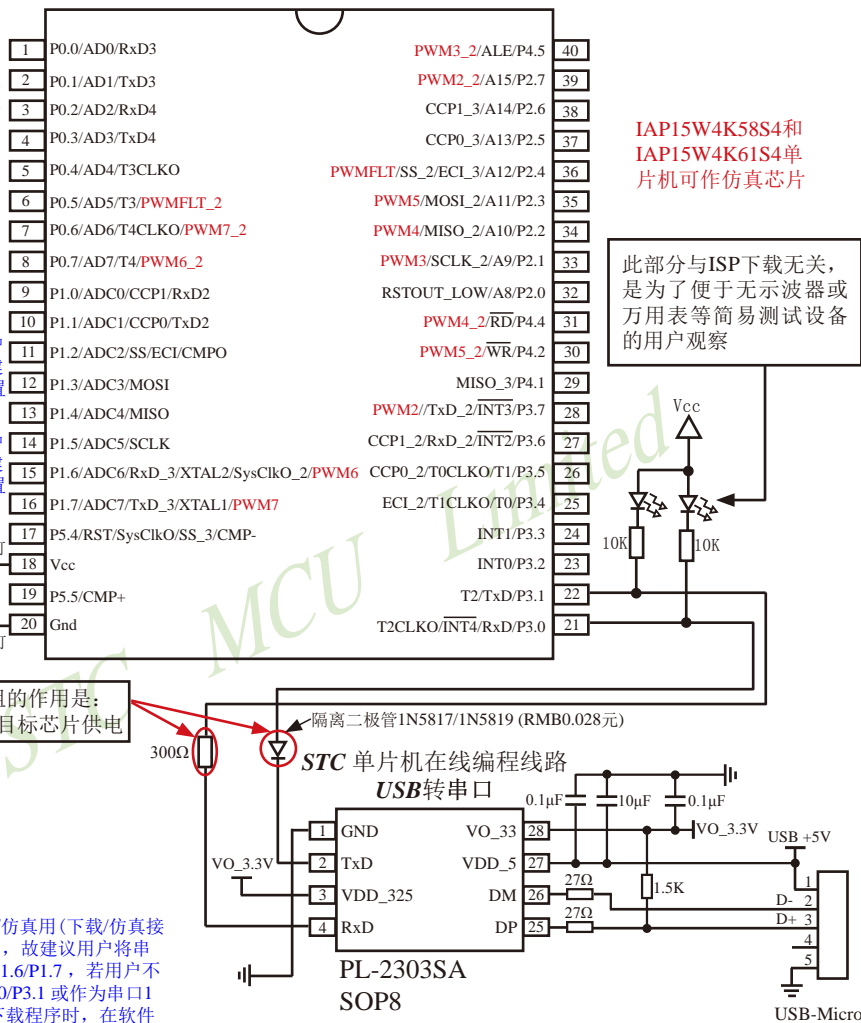 1 P0.0/AD0/RxD3
2 P0.1/AD1/TxD3
3 P0.2/AD2/RxD4
4 P0.3/AD3/TxD4
5 P0.4/AD4/T3CLKO
6 P0.5/AD5/T3/PWMFLT_2
7 P0.6/AD6/T4CLKO/PWM7_2
8 P0.7/AD7/T4/PWM6_2
9 P1.0/ADC0/CCP1/RxD2
10 P1.1/ADC1/CCP0/TxD2
11 P1.2/ADC2/SS/ECI/CMPO
12 P1.3/ADC3/MOSI
13 P1.4/ADC4/MISO
14 P1.5/ADC5/SCLK
15 P1.6/ADC6/RxD_3/XTAL2/SysClkO_2/PWM6
16 P1.7/ADC7/TxD_3/XTAL1/PWM7
17 P5.4/RST/SysClkO/SS_3/CMP-
18 Vcc
19 P5.5/CMP+
20 Gnd
PWM3_2/ALE/P4.5 40
PWM2_2/A15/P2.7 39
CCP1_3/A14/P2.6 38
CCP0_3/A13/P2.5 37
PWMFLT/SS_2/ECI_3/A12/P2.4 36
PWM5/MOSI_2/A11/P2.3 35
PWM4/MISO_2/A10/P2.2 34
PWM3/SCLK_2/A9/P2.1 33
RSTOUT_LOW/A8/P2.0 32
PWM4_2/RD/P4.4 31
PWM5_2/WR/P4.2 30
MISO_3/P4.1 29
PWM2//TxD_2/INT3/P3.7 28
CCP1_2/RxD_2/INT2/P3.6 27
CCP0_2/T0CLKO/T1/P3.5 26
ECI_2/T1CLKO/T0/P3.4 25
INT1/P3.3 24
INT0/P3.2 23
T2/TxD/P3.1 22
T2CLKO/INT4/RxD/P3.0 21
IAP15W4K58S4和
IAP15W4K61S4单
片机可作仿真芯片
此部分与ISP下载无关，
是为了便于无示波器或
万用表等简易测试设备
的用户观察
Vcc
10K
10K
STC MCU Limited
的作用是：
目标芯片供电
300Ω
隔离二极管1N5817/1N5819 (RMB0.028元)
STC 单片机在线编程线路
USB转串口
0.1μF
10μF
0.1μF
VO_3.3V
USB +5V
VO_3.3V
1 GND
2 TxD
3 VDD_325
4 RxD
VO_33 28
VDD_5 27
DM 26
DP 25
27Ω
27Ω
1.5K
D-
D+
1
2
3
4
5
PL-2303SA
SOP8
USB-Micro
仿真用(下载/仿真接
，故建议用户将串
1.6/P1.7 ，若用户不
0/P3.1 或作为串口1
下载程序时，在软件